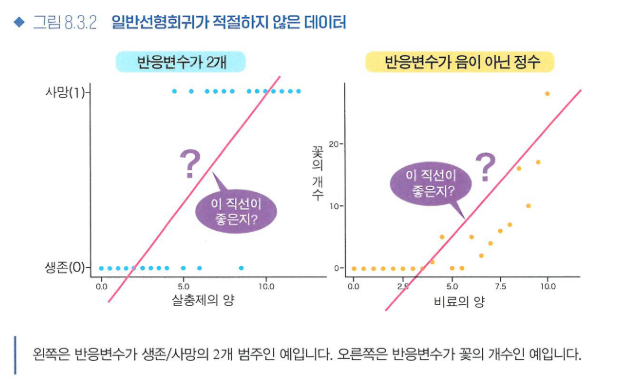 ◆ 그림 8.3.2 일반선형회귀가 적절하지 않은 데이터
반응변수가 2개
사망(1)
생존(0)
?
이 직선이
좋은지?
0.0 5.0 10.0
살충제의 양
반응변수가 음이 아닌 정수
꽃의 개수
20
10
0
?
이 직선이
좋은지?
0.0 2.5 5.0 7.5 10.0
비료의 양
왼쪽은 반응변수가 생존/사망의 2개 범주인 예입니다. 오른쪽은 반응변수가 꽃의 개수인 예입니다.